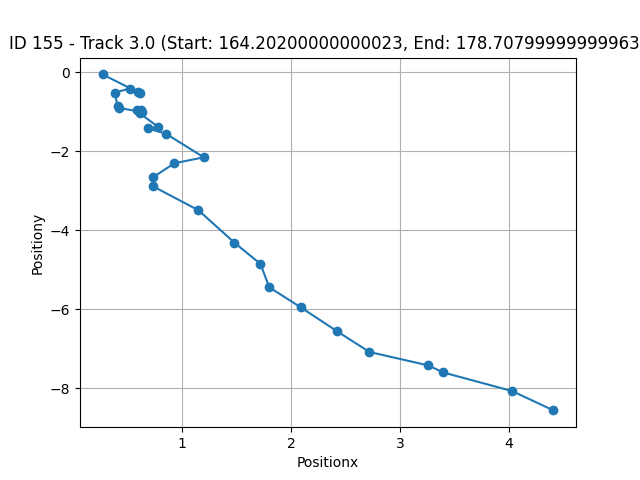 ID 155 - Track 3.0 (Start: 164.20200000000023, End: 178.70799999999963
0
−2
−4
−6
−8
Positiony
1 2 3 4
Positionx